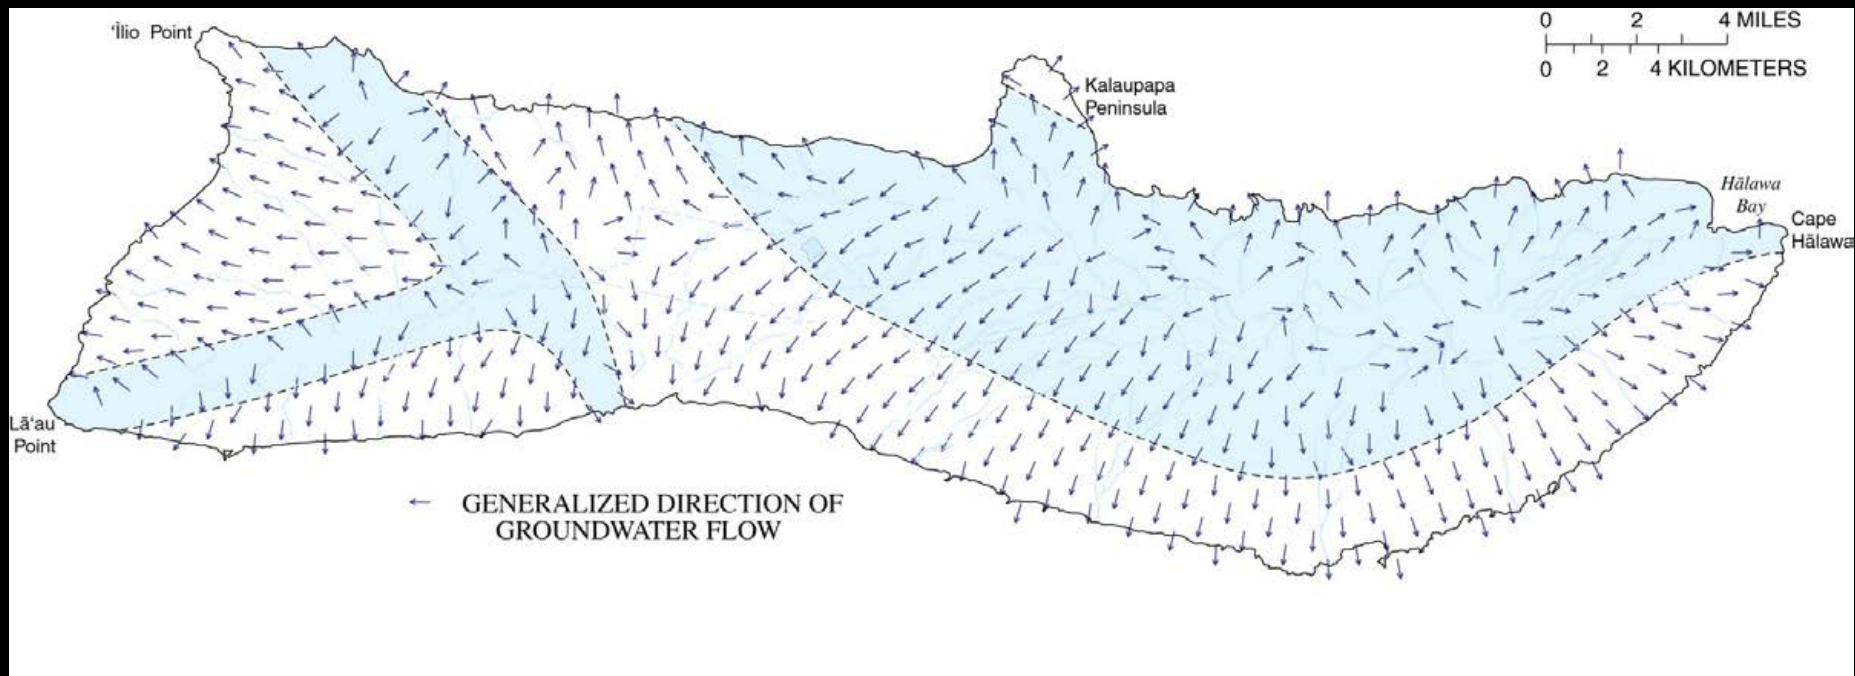 ʻĪlio Point
0 2 4 MILES
0 2 4 KILOMETERS
Kalaupapa
Peninsula
Hālawa
Bay
Cape
Hālawa
Lāʻau
Point
GENERALIZED DIRECTION OF
GROUNDWATER FLOW